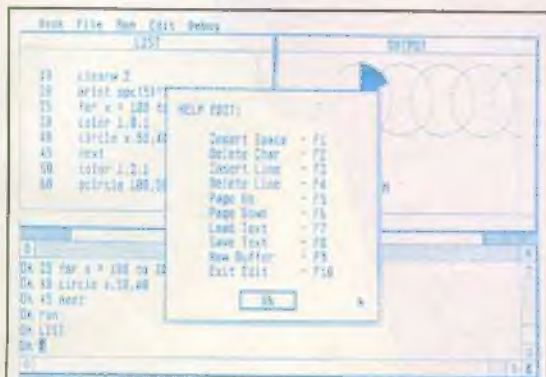 Desk File Run Edit Debug
LIST
OUTPUT
10 clearw 2
20 print spc(5)
25 for x = 100 to
30 color 1,0,1
40 circle x,50,40
45 next
50 color 1,2,1
60 pcircle 100,50
HELP EDIT:
Insert Space - F1
Delete Char - F2
Insert Line - F3
Delete Line - F4
Page Up - F5
Page Down - F6
Load Text - F7
Save Text - F8
New Buffer - F9
Exit Edit - F10
Ok
Ok 25 for x = 100 to
Ok 40 circle x,50,40
Ok 45 next
Ok run
Ok LIST
Ok